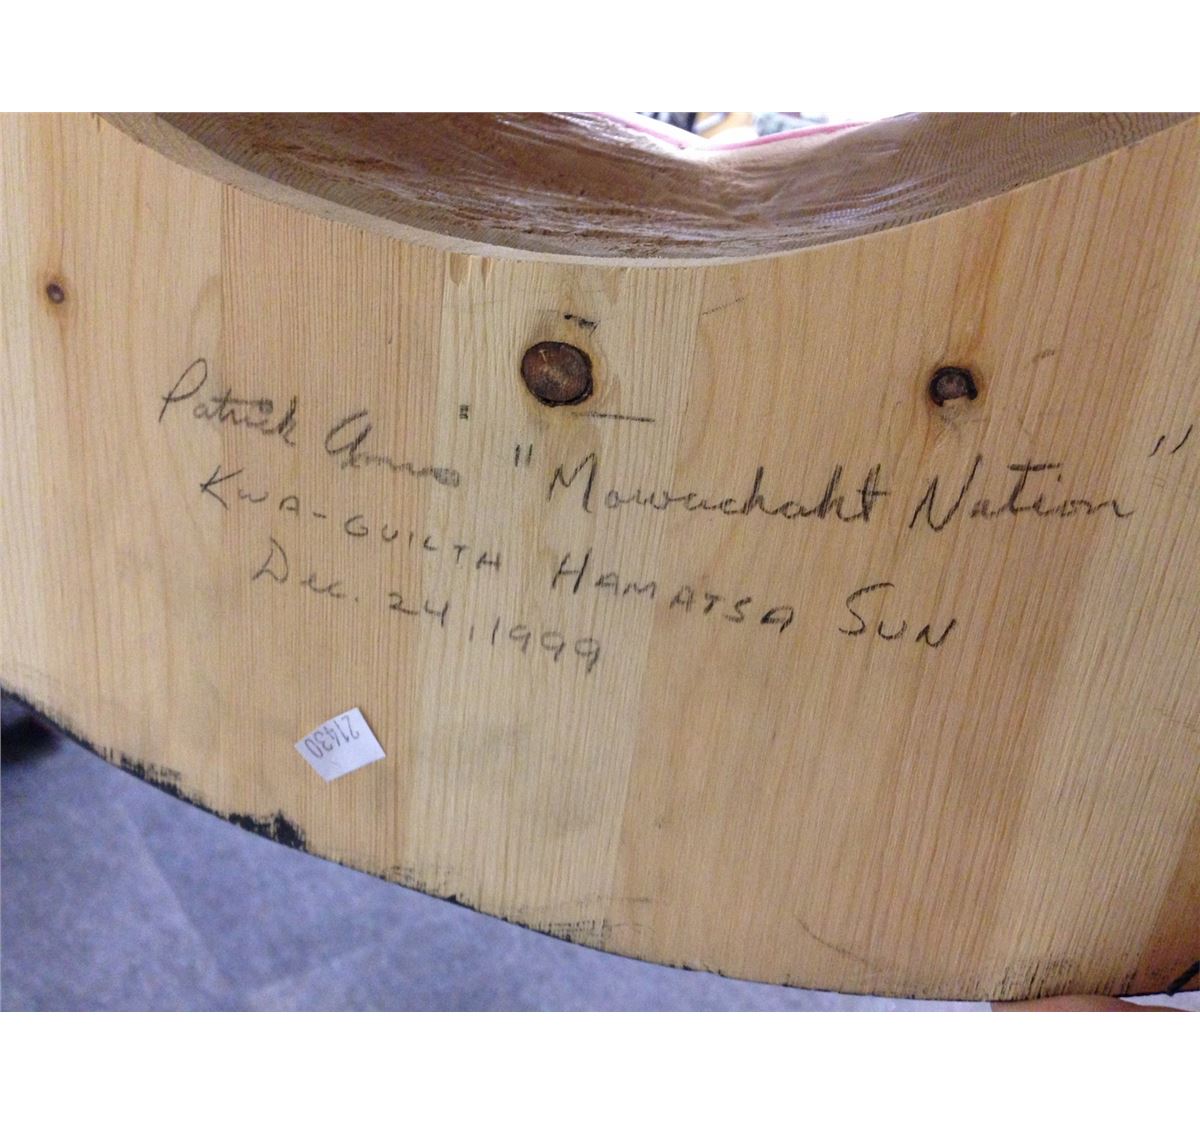 Patrick Amos "Mowachaht Nation"
KWA-GUILTH HAMATSA SUN
Dec. 24, 1999
21430